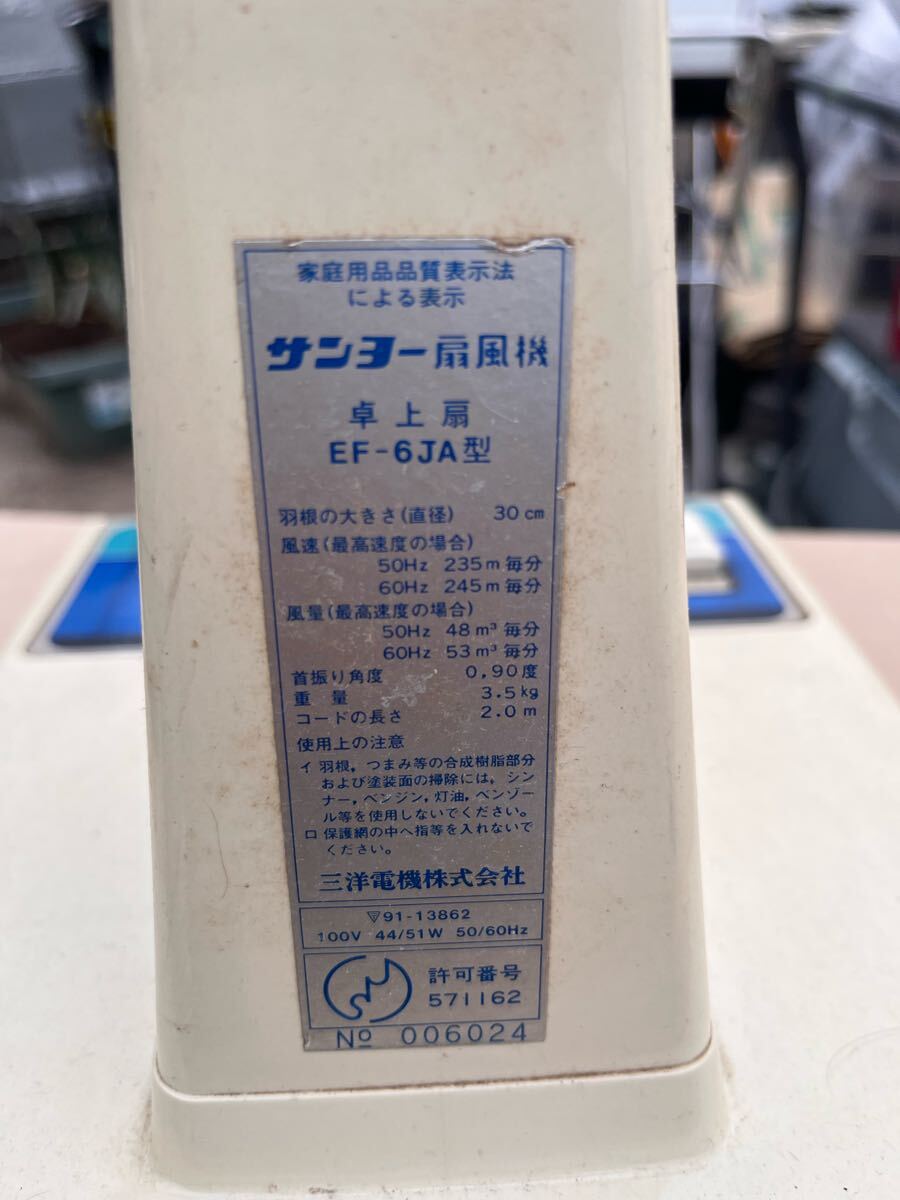 家庭用品品質表示法
による表示
サンヨー扇風機
卓上扇
EF-6JA型
羽根の大きさ(直径) 30cm
風速(最高速度の場合)
50Hz 235m毎分
60Hz 245m毎分
風量(最高速度の場合)
50Hz 48m³毎分
60Hz 53m³毎分
首振り角度 0,90度
重量 3.5kg
コードの長さ 2.0m
使用上の注意
イ 羽根,つまみ等の合成樹脂部分
および塗装面の掃除には,シン
ナー,ベンジン,灯油,ベンゾー
ル等を使用しないでください。
ロ 保護網の中へ指等を入れないで
ください。
三洋電機株式会社
▽91-13862
100V 44/51W 50/60Hz
許可番号
571162
No 006024